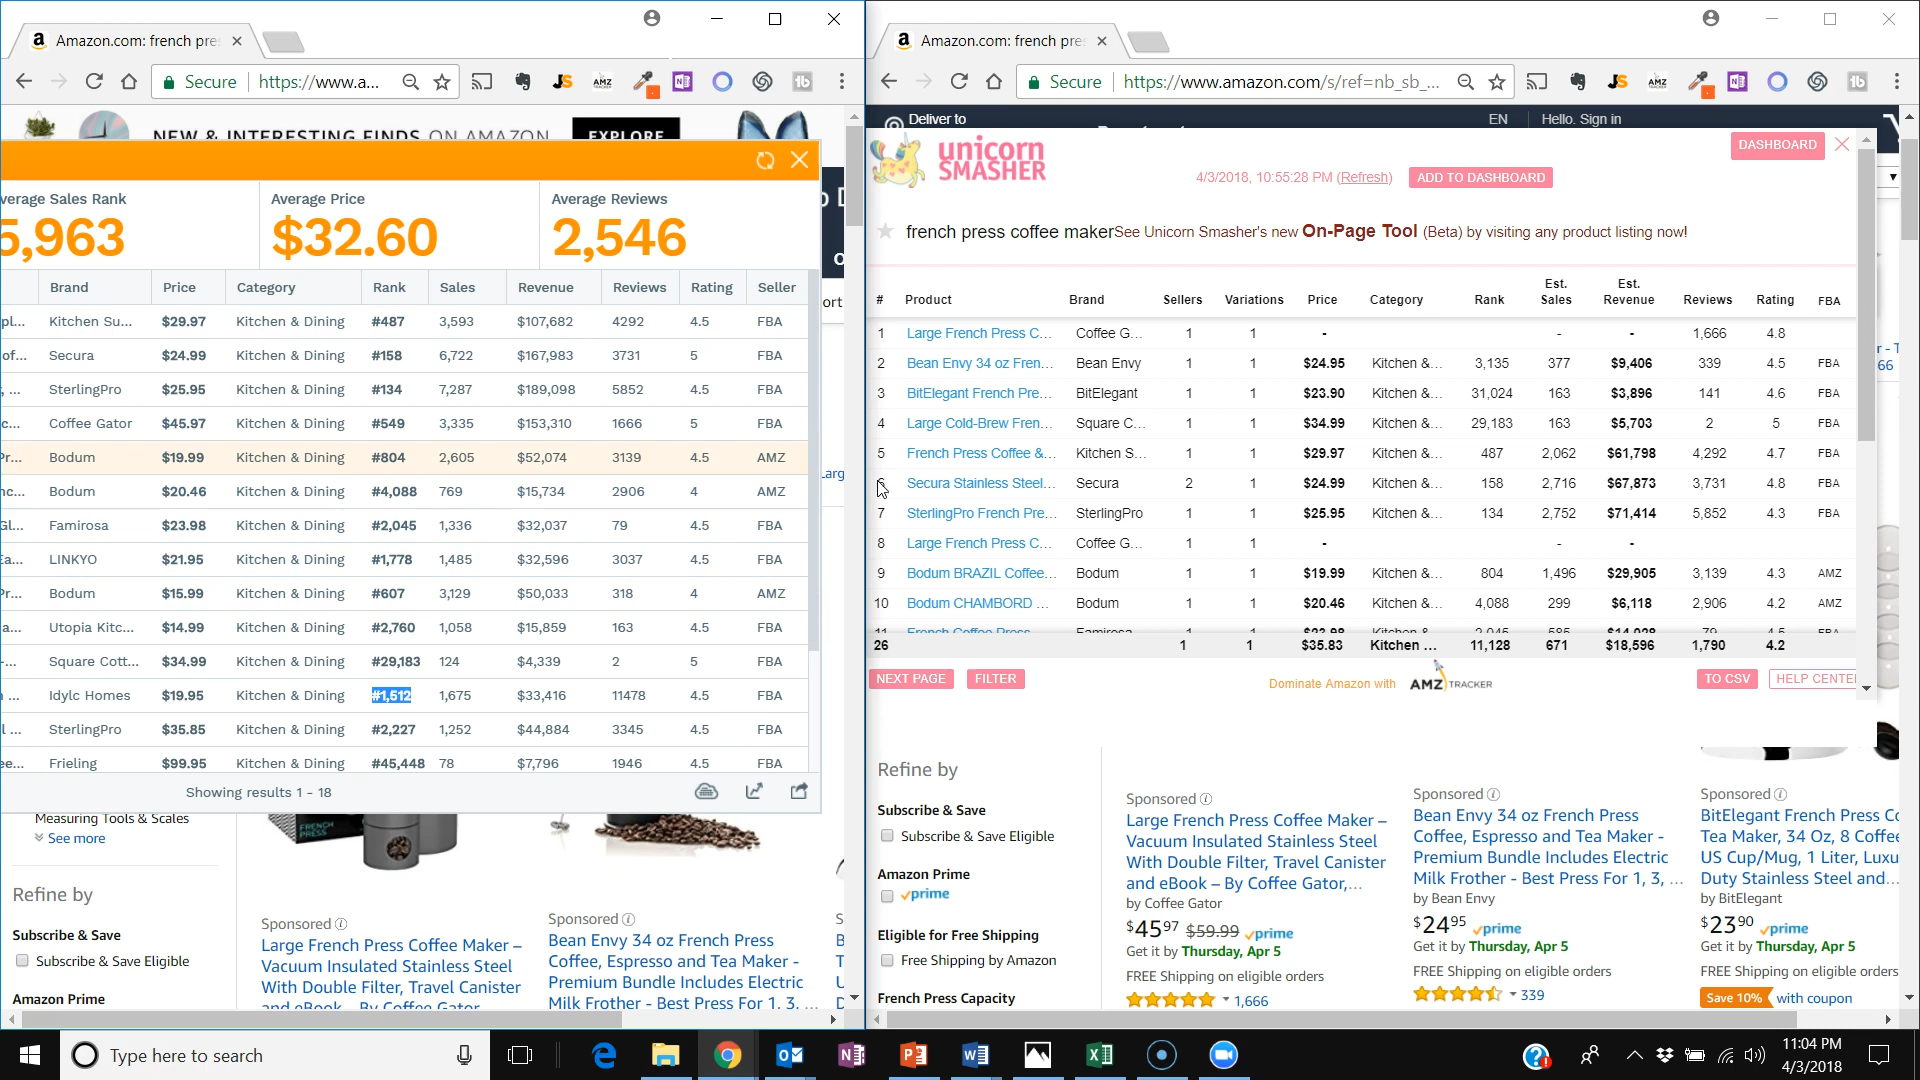 Amazon.com: french pre
Secure
https://www.a...
NEW & INTERESTING FINDS ON AMAZON
EXPLORE
verage Sales Rank
5,963
Average Price
$32.60
Average Reviews
2,546
Brand Price Category Rank Sales Revenue Reviews Rating Seller
pl... Kitchen Su... $29.97 Kitchen & Dining #487 3,593 $107,682 4292 4.5 FBA
of... Secura $24.99 Kitchen & Dining #158 6,722 $167,983 3731 5 FBA
, ... SterlingPro $25.95 Kitchen & Dining #134 7,287 $189,098 5852 4.5 FBA
c... Coffee Gator $45.97 Kitchen & Dining #549 3,335 $153,310 1666 5 FBA
Pr... Bodum $19.99 Kitchen & Dining #804 2,605 $52,074 3139 4.5 AMZ
nc... Bodum $20.46 Kitchen & Dining #4,088 769 $15,734 2906 4 AMZ
Gl... Famirosa $23.98 Kitchen & Dining #2,045 1,336 $32,037 79 4.5 FBA
Ea... LINKYO $21.95 Kitchen & Dining #1,778 1,485 $32,596 3037 4.5 FBA
Pr... Bodum $15.99 Kitchen & Dining #607 3,129 $50,033 318 4 AMZ
a... Utopia Kitc... $14.99 Kitchen & Dining #2,760 1,058 $15,859 163 4.5 FBA
-... Square Cott... $34.99 Kitchen & Dining #29,183 124 $4,339 2 5 FBA
... Idylc Homes $19.95 Kitchen & Dining #1,512 1,675 $33,416 11478 4.5 FBA
l ... SterlingPro $35.85 Kitchen & Dining #2,227 1,252 $44,884 3345 4.5 FBA
ee... Frieling $99.95 Kitchen & Dining #45,448 78 $7,796 1946 4.5 FBA
Showing results 1 - 18
Measuring Tools & Scales
See more
Refine by
Subscribe & Save
Subscribe & Save Eligible
Amazon Prime
FRENCH PRESS
Sponsored
Large French Press Coffee Maker –
Vacuum Insulated Stainless Steel
With Double Filter, Travel Canister
and eBook – By Coffee Gator
Sponsored
Bean Envy 34 oz French Press
Coffee, Espresso and Tea Maker -
Premium Bundle Includes Electric
Milk Frother - Best Press For 1, 3, ...
Amazon.com: french pre
Secure
https://www.amazon.com/s/ref=nb_sb_...
Deliver to
EN
Hello. Sign in
unicorn
SMASHER
DASHBOARD
4/3/2018, 10:55:28 PM (Refresh)
ADD TO DASHBOARD
french press coffee makerSee Unicorn Smasher's new On-Page Tool (Beta) by visiting any product listing now!
# Product Brand Sellers Variations Price Category Rank Est. Sales Est. Revenue Reviews Rating FBA
1 Large French Press C... Coffee G... 1 1 - - - 1,666 4.8
2 Bean Envy 34 oz Fren... Bean Envy 1 1 $24.95 Kitchen &... 3,135 377 $9,406 339 4.5 FBA
3 BitElegant French Pre... BitElegant 1 1 $23.90 Kitchen &... 31,024 163 $3,896 141 4.6 FBA
4 Large Cold-Brew Fren... Square C... 1 1 $34.99 Kitchen &... 29,183 163 $5,703 2 5 FBA
5 French Press Coffee &... Kitchen S... 1 1 $29.97 Kitchen &... 487 2,062 $61,798 4,292 4.7 FBA
6 Secura Stainless Steel... Secura 2 1 $24.99 Kitchen &... 158 2,716 $67,873 3,731 4.8 FBA
7 SterlingPro French Pre... SterlingPro 1 1 $25.95 Kitchen &... 134 2,752 $71,414 5,852 4.3 FBA
8 Large French Press C... Coffee G... 1 1 - - -
9 Bodum BRAZIL Coffee... Bodum 1 1 $19.99 Kitchen &... 804 1,496 $29,905 3,139 4.3 AMZ
10 Bodum CHAMBORD ... Bodum 1 1 $20.46 Kitchen &... 4,088 299 $6,118 2,906 4.2 AMZ
26 1 1 $35.83 Kitchen ... 11,128 671 $18,596 1,790 4.2
NEXT PAGE
FILTER
Dominate Amazon with AMZ TRACKER
TO CSV
HELP CENTER
Refine by
Subscribe & Save
Subscribe & Save Eligible
Amazon Prime
prime
Eligible for Free Shipping
Free Shipping by Amazon
French Press Capacity
Sponsored
Large French Press Coffee Maker –
Vacuum Insulated Stainless Steel
With Double Filter, Travel Canister
and eBook – By Coffee Gator,...
by Coffee Gator
$45 97 $59.99 prime
Get it by Thursday, Apr 5
FREE Shipping on eligible orders
1,666
Sponsored
Bean Envy 34 oz French Press
Coffee, Espresso and Tea Maker -
Premium Bundle Includes Electric
Milk Frother - Best Press For 1, 3, ...
by Bean Envy
$24 95 prime
Get it by Thursday, Apr 5
FREE Shipping on eligible orders
339
Sponsored
BitElegant French Press Co
Tea Maker, 34 Oz, 8 Coffee
US Cup/Mug, 1 Liter, Luxu
Duty Stainless Steel and...
by BitElegant
$23 90 prime
Get it by Thursday, Apr 5
FREE Shipping on eligible orders
Save 10% with coupon
Type here to search
11:04 PM
4/3/2018